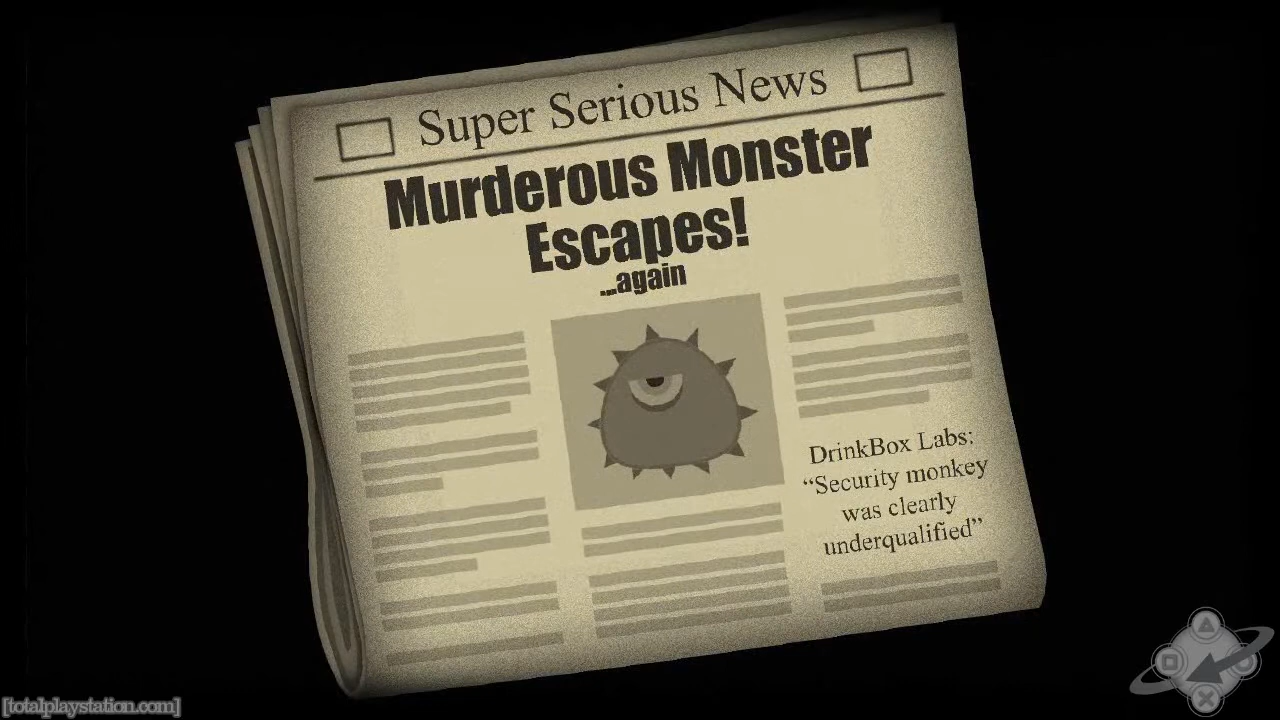 Super Serious News
Murderous Monster
Escapes!
...again
DrinkBox Labs:
“Security monkey
was clearly
underqualified”
[totalplaystation.com]